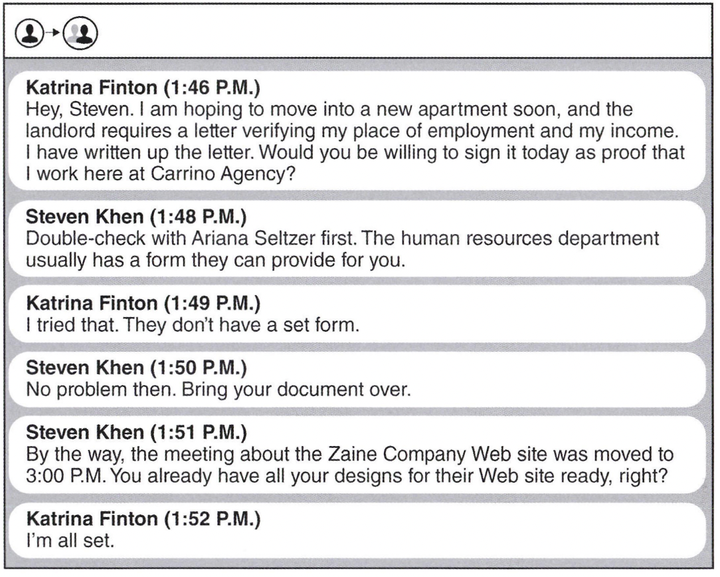 Katrina Finton (1:46 P.M.)
Hey, Steven. I am hoping to move into a new apartment soon, and the
landlord requires a letter verifying my place of employment and my income.
I have written up the letter. Would you be willing to sign it today as proof that
I work here at Carrino Agency?
Steven Khen (1:48 P.M.)
Double-check with Ariana Seltzer first. The human resources department
usually has a form they can provide for you.
Katrina Finton (1:49 P.M.)
I tried that. They don't have a set form.
Steven Khen (1:50 P.M.)
No problem then. Bring your document over.
Steven Khen (1:51 P.M.)
By the way, the meeting about the Zaine Company Web site was moved to
3:00 P.M. You already have all your designs for their Web site ready, right?
Katrina Finton (1:52 P.M.)
I'm all set.